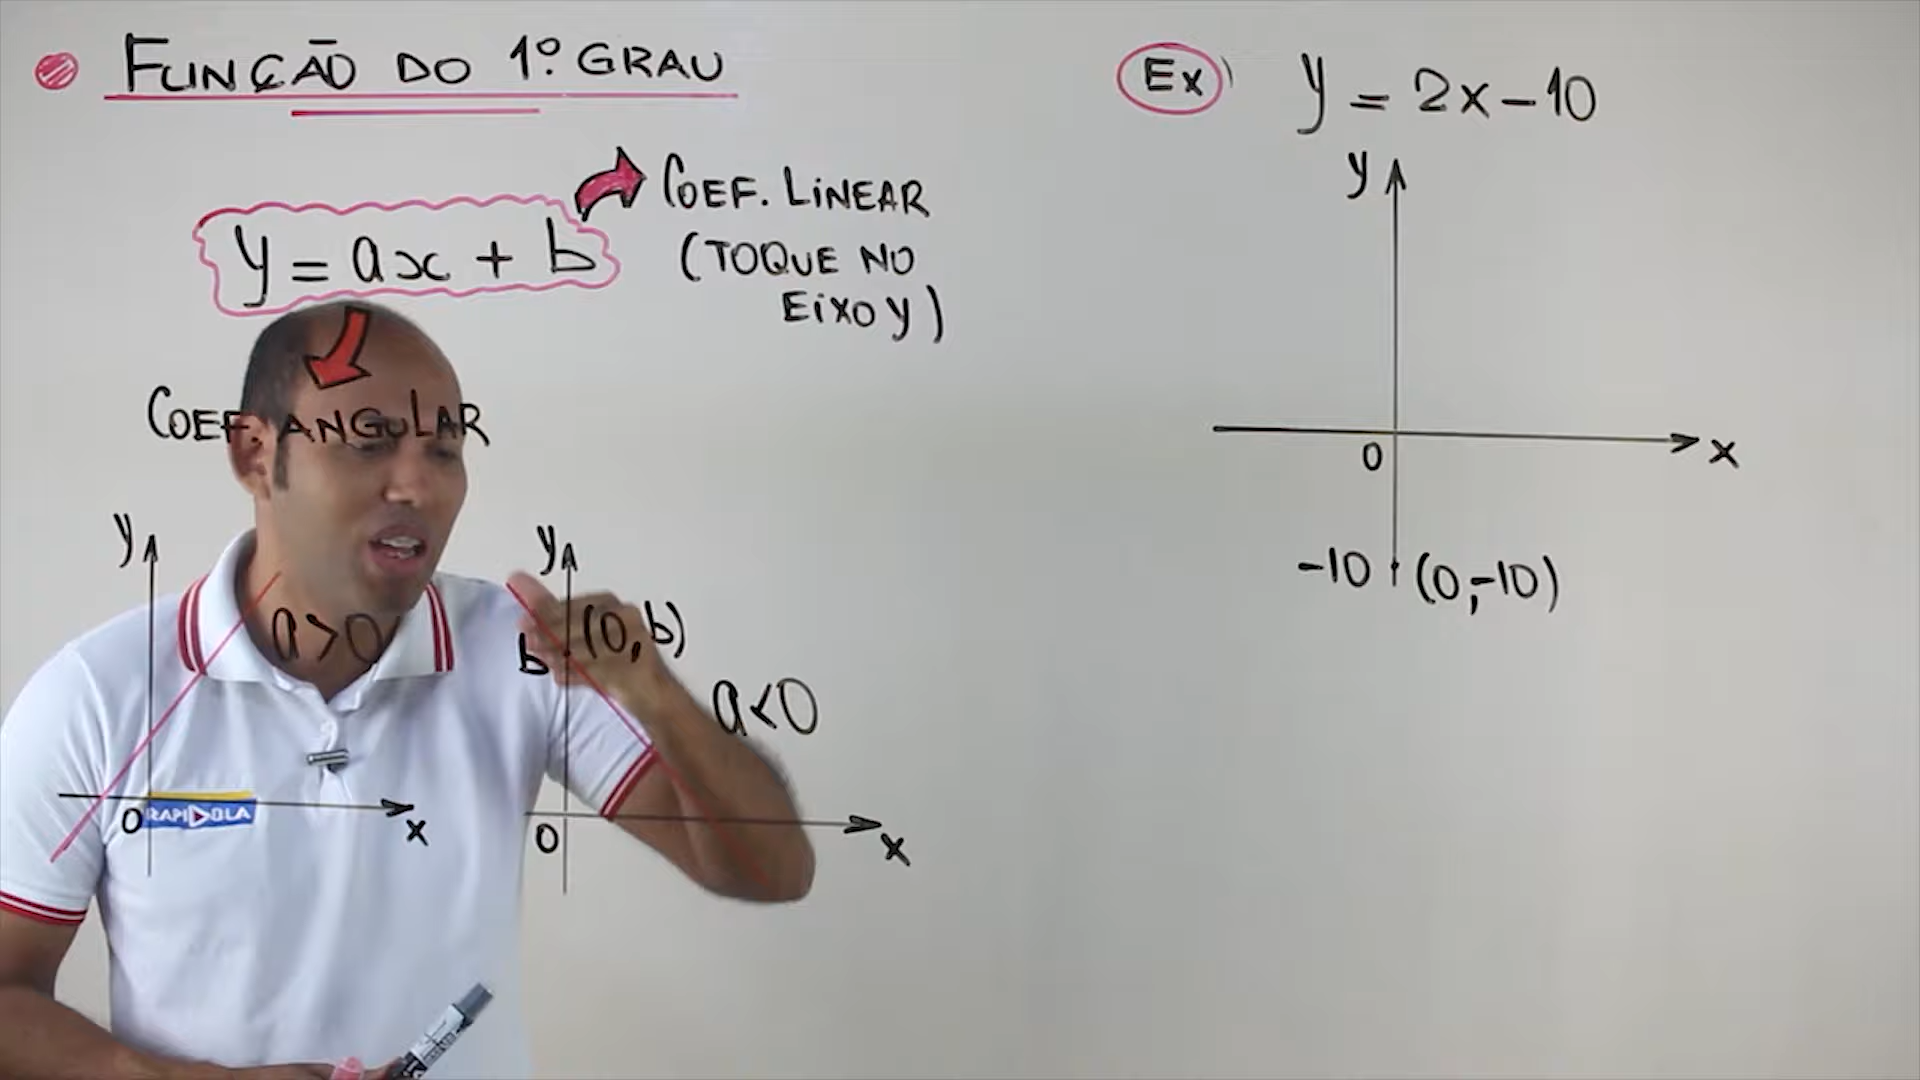 FUNÇÃO DO 1º GRAU
y = ax + b
COEF. LINEAR
(TOQUE NO
EIXO Y)
COEF. ANGULAR
y
a>0
0
x
y
b
(0,b)
a<0
0
x
RAPIDOLA
Ex)
y = 2x-10
y
0
x
-10
(0,-10)